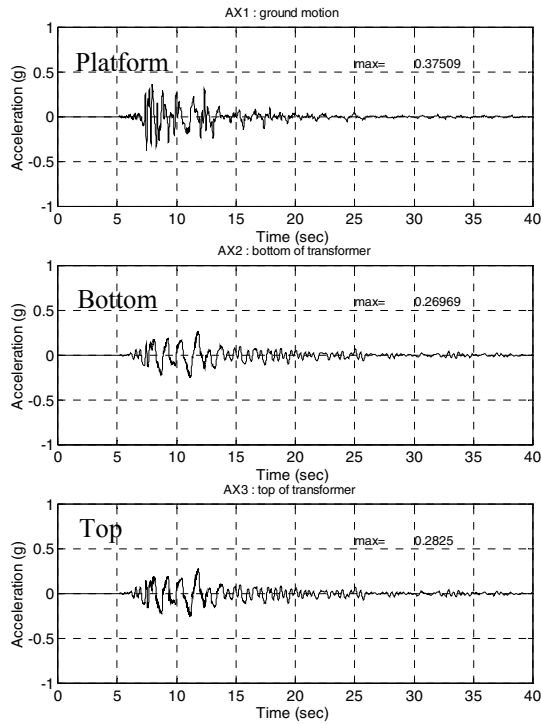 AX1 : ground motion
Platform
max= 0.37509
1
0.5
0
-0.5
-1
Acceleration (g)
0 5 10 15 20 25 30 35 40
Time (sec)
AX2 : bottom of transformer
Bottom
max= 0.26969
1
0.5
0
-0.5
-1
Acceleration (g)
0 5 10 15 20 25 30 35 40
Time (sec)
AX3 : top of transformer
Top
max= 0.2825
1
0.5
0
-0.5
-1
Acceleration (g)
0 5 10 15 20 25 30 35 40
Time (sec)